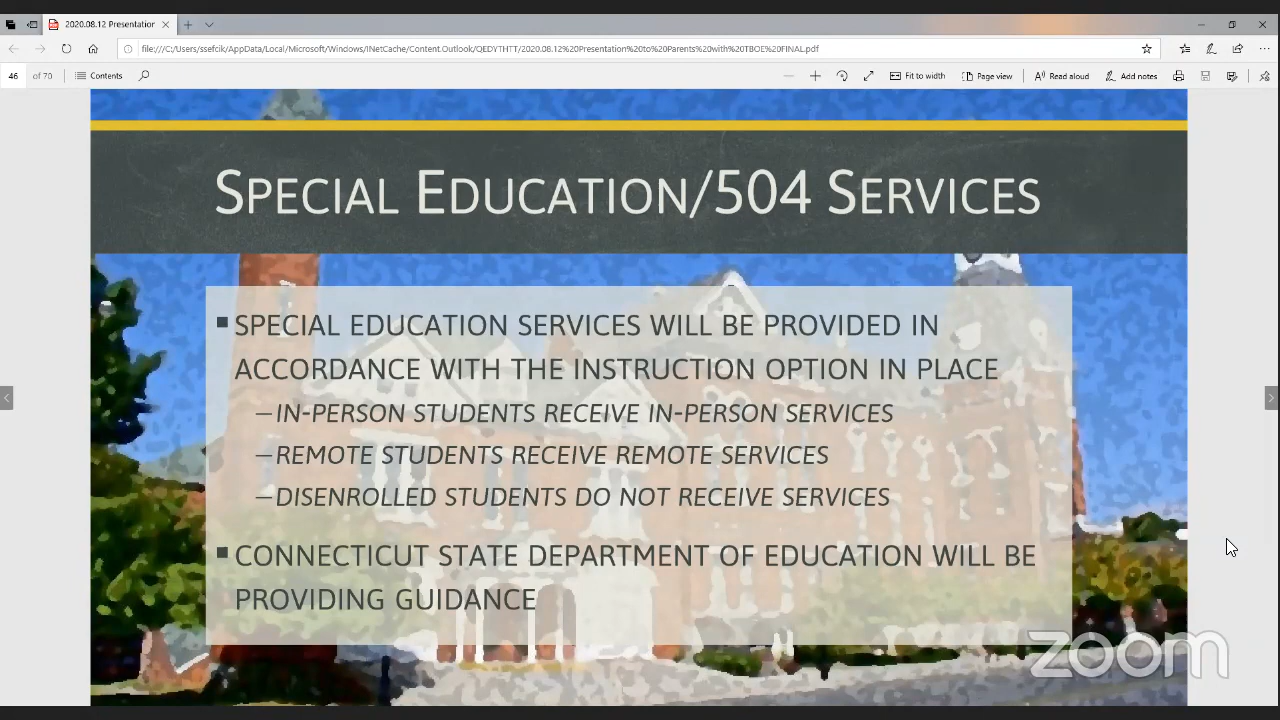 2020.08.12 Presentation
file:///C:/Users/ssefcik/AppData/Local/Microsoft/Windows/INetCache/Content.Outlook/QEDYHTT/2020.08.12%20Presentation%20to%20Parents%20with%20TBOE%20FINAL.pdf
46 of 70 Contents Fit to width Page view Read aloud Add notes
SPECIAL EDUCATION/504 SERVICES
SPECIAL EDUCATION SERVICES WILL BE PROVIDED IN
ACCORDANCE WITH THE INSTRUCTION OPTION IN PLACE
–IN-PERSON STUDENTS RECEIVE IN-PERSON SERVICES
–REMOTE STUDENTS RECEIVE REMOTE SERVICES
–DISENROLLED STUDENTS DO NOT RECEIVE SERVICES
CONNECTICUT STATE DEPARTMENT OF EDUCATION WILL BE
PROVIDING GUIDANCE
zoom